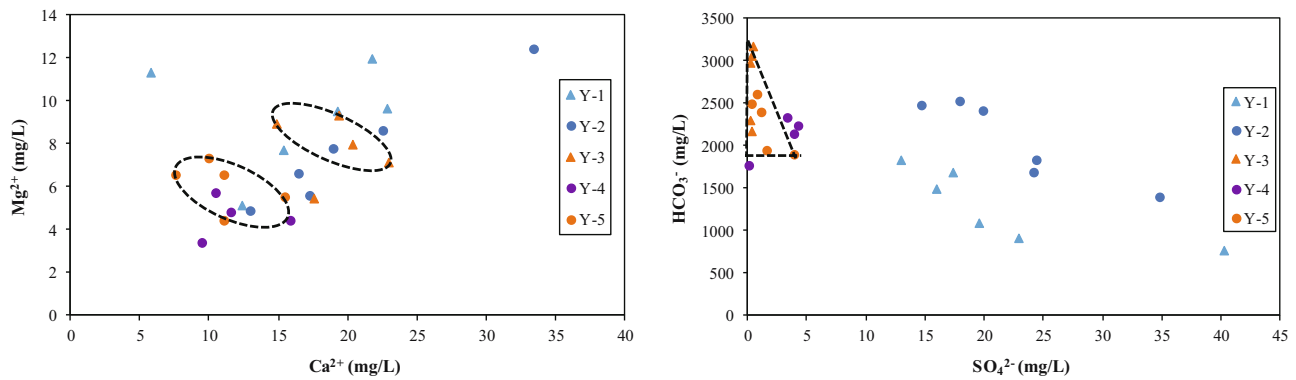 14
12
10
8
6
4
2
0
0 5 10 15 20 25 30 35 40
Mg²⁺ (mg/L)
Ca²⁺ (mg/L)
Y-1
Y-2
Y-3
Y-4
Y-5
3500
3000
2500
2000
1500
1000
500
0
0 5 10 15 20 25 30 35 40 45
HCO₃⁻ (mg/L)
SO₄²⁻ (mg/L)
Y-1
Y-2
Y-3
Y-4
Y-5